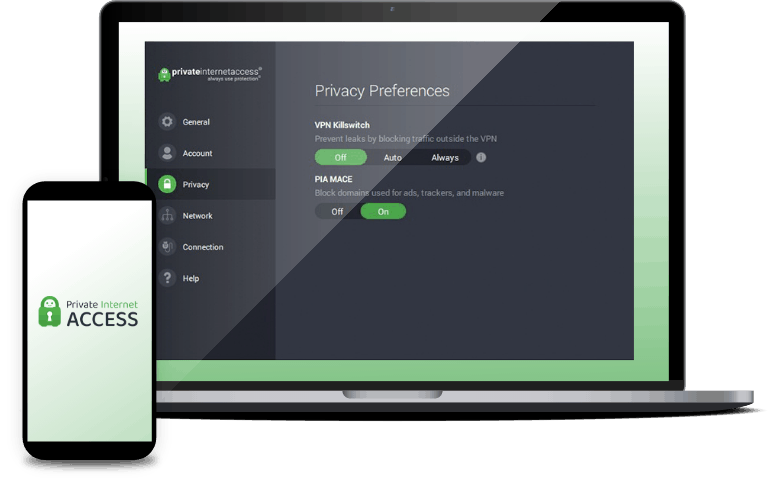 privateinternetaccess™
always use protection™
General
Account
Privacy
Network
Connection
Help
Privacy Preferences
VPN Killswitch
Prevent leaks by blocking traffic outside the VPN
Off Auto Always i
PIA MACE
Block domains used for ads, trackers, and malware
Off On
Private Internet
ACCESS